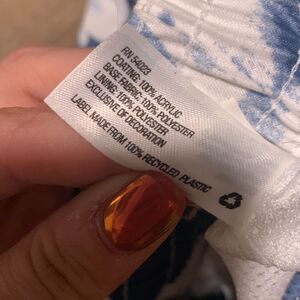 RN 54023
COATING: 100% ACRYLIC
BASE FABRIC: 100% POLYESTER
LINING: 100% POLYESTER
EXCLUSIVE OF DECORATION
LABEL MADE FROM 100% RECYCLED PLASTIC